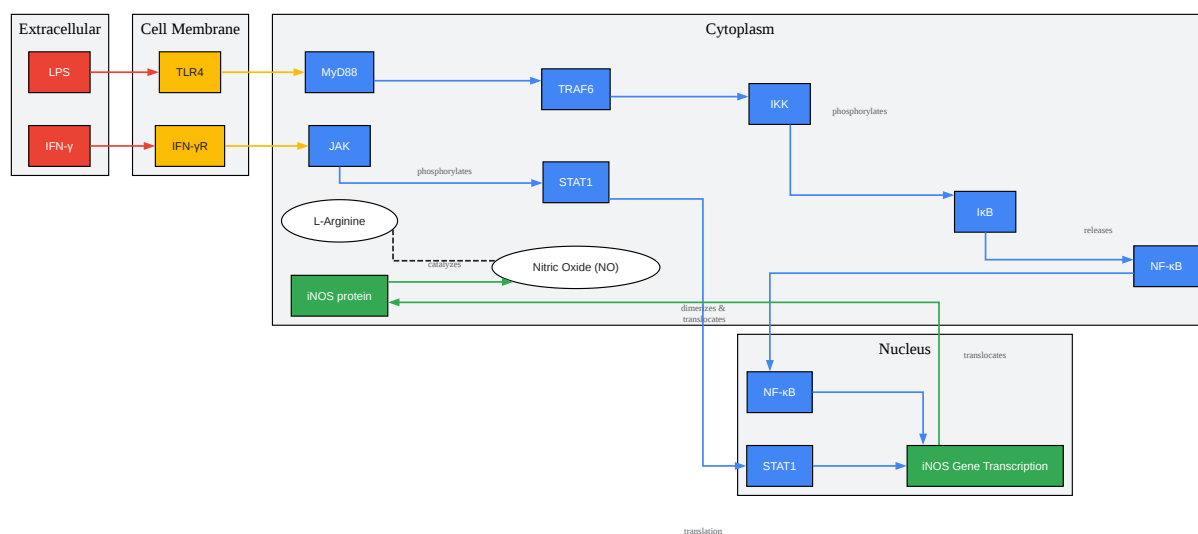 Extracellular
Cell Membrane
Cytoplasm
LPS
TLR4
MyD88
TRAF6
IKK
phosphorylates
IFN-γ
IFN-γR
JAK
phosphorylates
STAT1
IκB
L-Arginine
releases
catalyzes
Nitric Oxide (NO)
NF-κB
iNOS protein
dimerizes &
translocates
Nucleus
translocates
NF-κB
STAT1
iNOS Gene Transcription
translation